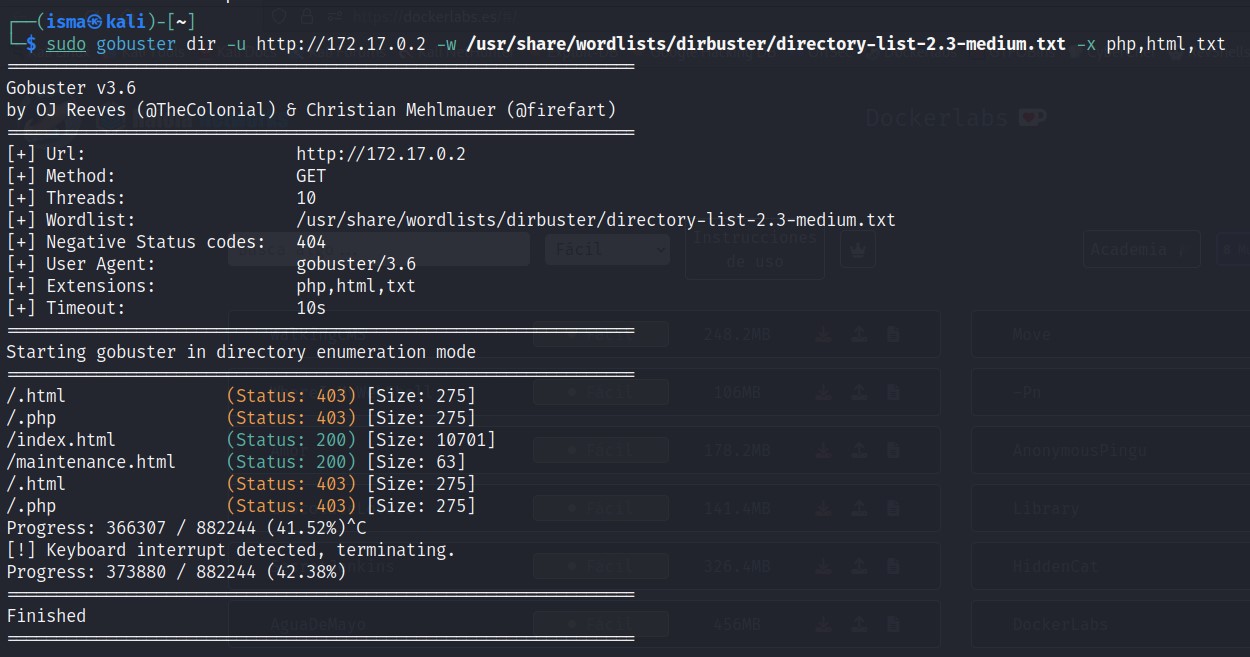 https://dockerlabs.es
┌──(isma㉿kali)-[~]
└─$ sudo gobuster dir -u http://172.17.0.2 -w /usr/share/wordlists/dirbuster/directory-list-2.3-medium.txt -x php,html,txt
===============================================================
Gobuster v3.6
by OJ Reeves (@TheColonial) & Christian Mehlmauer (@firefart)
Dockerlabs
===============================================================
[+] Url:                     http://172.17.0.2
[+] Method:                  GET
[+] Threads:                 10
[+] Wordlist:                /usr/share/wordlists/dirbuster/directory-list-2.3-medium.txt
[+] Negative Status codes:   404
[+] User Agent:              gobuster/3.6
[+] Extensions:              php,html,txt
[+] Timeout:                 10s
Fácil
Instrucciones
de uso
Academia
===============================================================
Starting gobuster in directory enumeration mode
===============================================================
/.html                (Status: 403) [Size: 275]
/.php                 (Status: 403) [Size: 275]
/index.html           (Status: 200) [Size: 10701]
/maintenance.html     (Status: 200) [Size: 63]
/.html                (Status: 403) [Size: 275]
/.php                 (Status: 403) [Size: 275]
Progress: 366307 / 882244 (41.52%)^C
[!] Keyboard interrupt detected, terminating.
Progress: 373880 / 882244 (42.38%)
===============================================================
Finished
===============================================================
248.2MB Move
106MB -Pn
178.2MB AnonymousPingu
141.4MB Library
326.4MB HiddenCat
AguaDeMayo Fácil 456MB DockerLabs